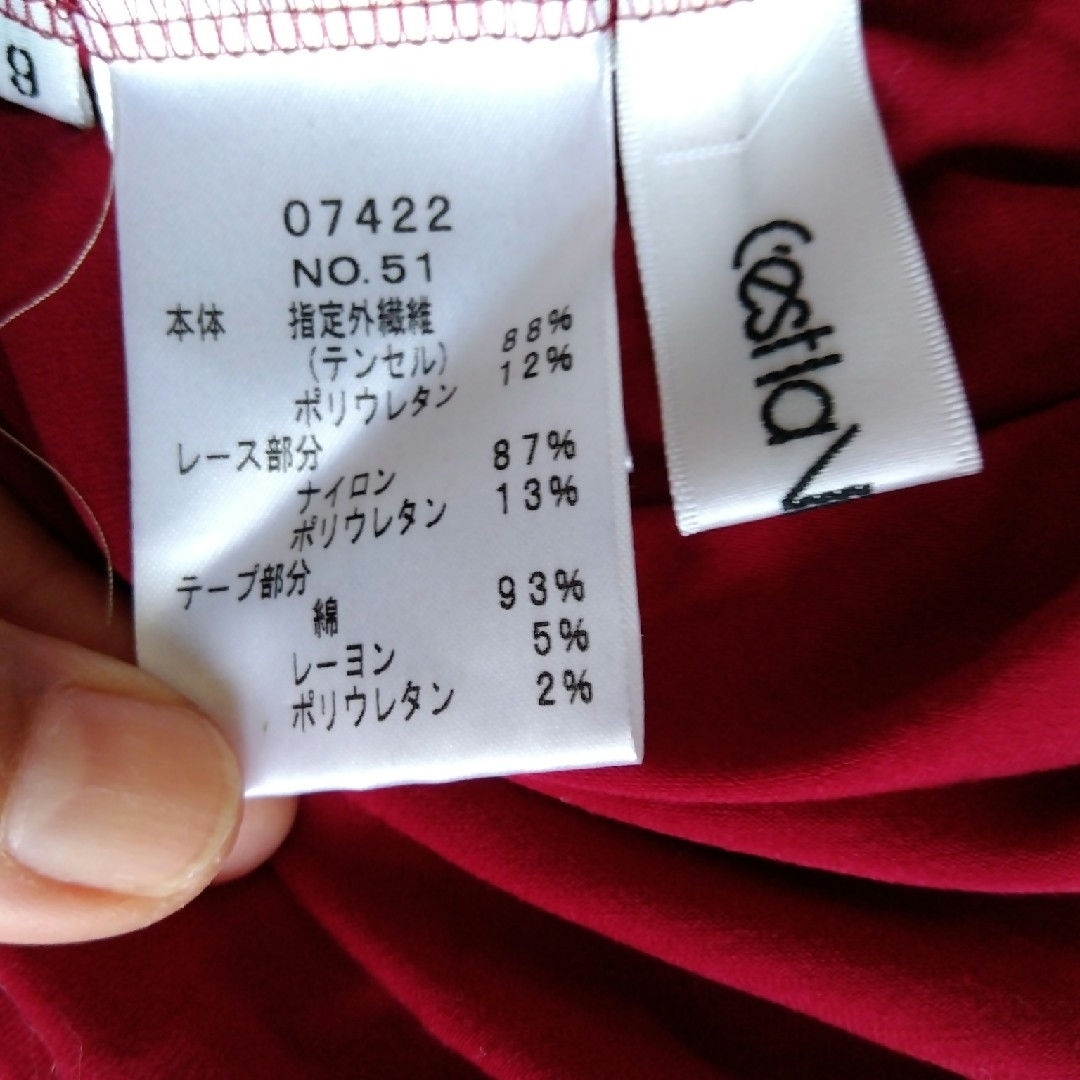 9
07422
NO.51
本体 指定外繊維 88%
(テンセル)
ポリウレタン 12%
レース部分
ナイロン 87%
ポリウレタン 13%
テープ部分
綿 93%
レーヨン 5%
ポリウレタン 2%
C'estla